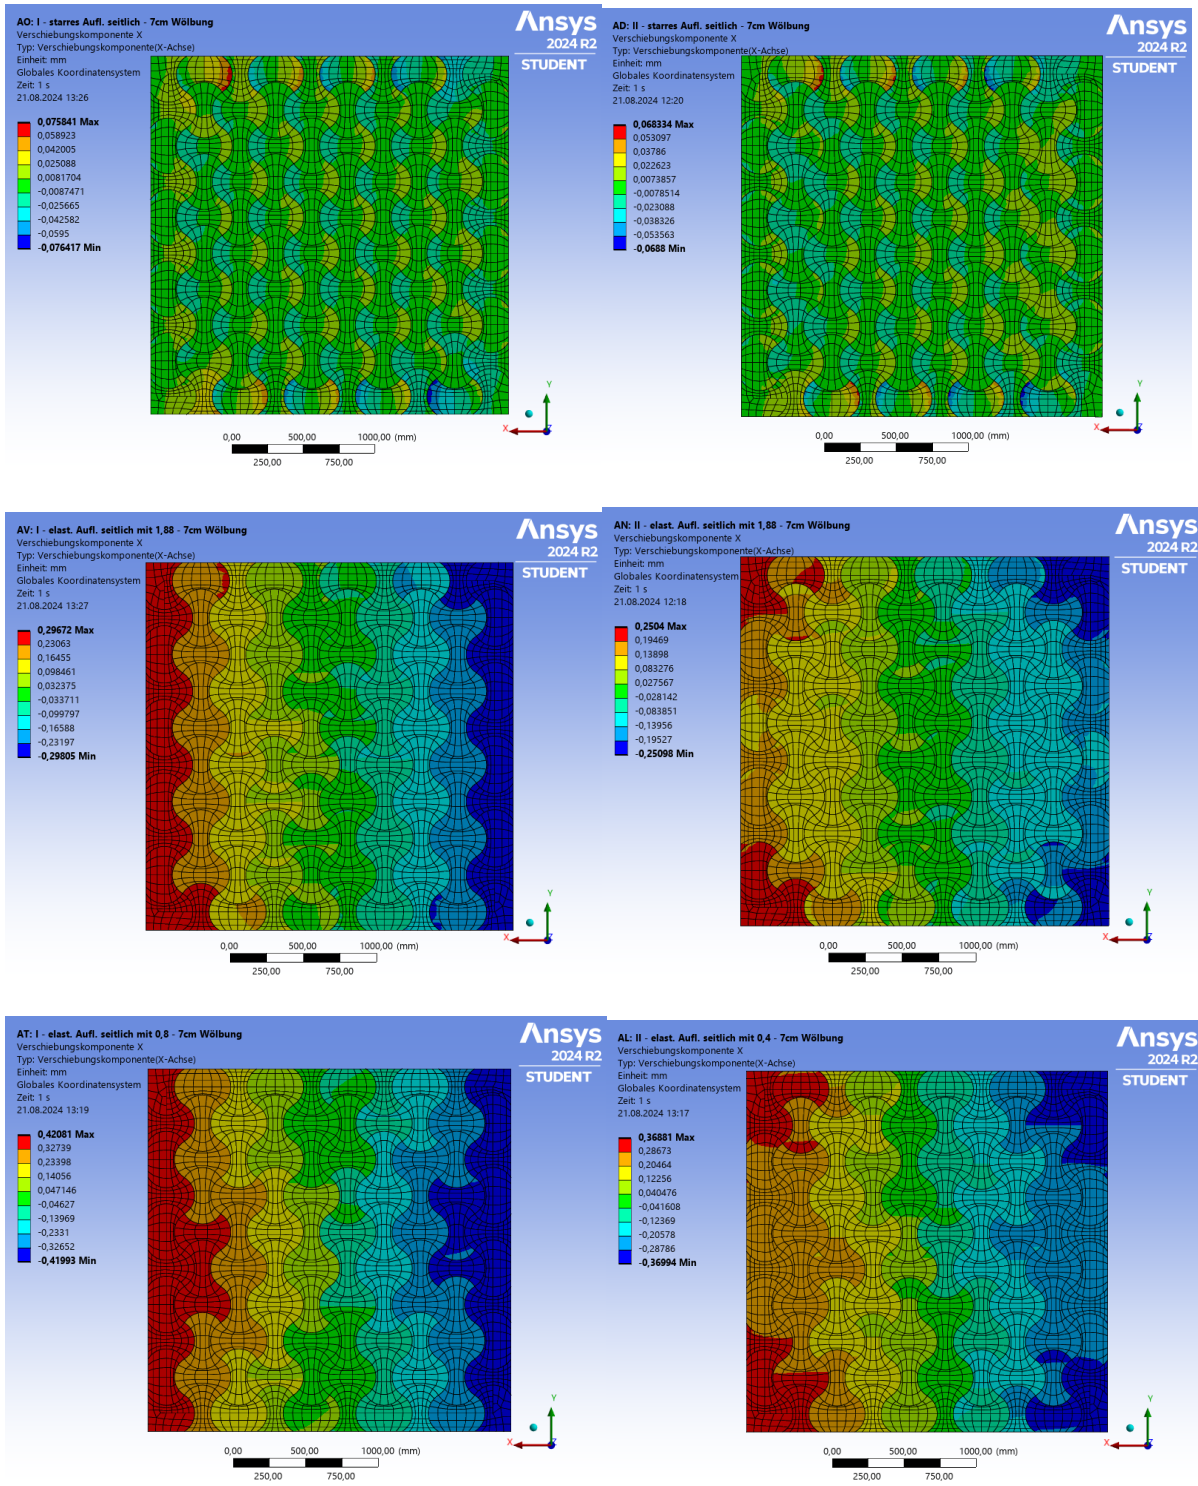 AO: I - starres Aufl. seitlich - 7cm Wölbung
Verschiebungskomponente X
Typ: Verschiebungskomponente(X-Achse)
Einheit: mm
Globales Koordinatensystem
Zeit: 1 s
21.08.2024 13:26
Ansys
2024 R2
STUDENT
0,075841 Max
0,058923
0,042005
0,025088
0,0081704
-0,0087471
-0,025665
-0,042582
-0,0595
-0,076417 Min
0,00 500,00 1000,00 (mm)
250,00 750,00
Y
X
Z
AD: II - starres Aufl. seitlich - 7cm Wölbung
Verschiebungskomponente X
Typ: Verschiebungskomponente(X-Achse)
Einheit: mm
Globales Koordinatensystem
Zeit: 1 s
21.08.2024 12:20
Ansys
2024 R2
STUDENT
0,068334 Max
0,053097
0,03786
0,022623
0,0073857
-0,0078514
-0,023088
-0,038326
-0,053563
-0,0688 Min
0,00 500,00 1000,00 (mm)
250,00 750,00
Y
X
Z
AV: I - elast. Aufl. seitlich mit 1,88 - 7cm Wölbung
Verschiebungskomponente X
Typ: Verschiebungskomponente(X-Achse)
Einheit: mm
Globales Koordinatensystem
Zeit: 1 s
21.08.2024 13:27
Ansys
2024 R2
STUDENT
0,29672 Max
0,23063
0,16455
0,098461
0,032375
-0,033711
-0,099797
-0,16588
-0,23197
-0,29805 Min
0,00 500,00 1000,00 (mm)
250,00 750,00
Y
X
Z
AN: II - elast. Aufl. seitlich mit 1,88 - 7cm Wölbung
Verschiebungskomponente X
Typ: Verschiebungskomponente(X-Achse)
Einheit: mm
Globales Koordinatensystem
Zeit: 1 s
21.08.2024 12:18
Ansys
2024 R2
STUDENT
0,2504 Max
0,19469
0,13898
0,083276
0,027567
-0,028142
-0,083851
-0,13956
-0,19527
-0,25098 Min
0,00 500,00 1000,00 (mm)
250,00 750,00
Y
X
Z
AT: I - elast. Aufl. seitlich mit 0,8 - 7cm Wölbung
Verschiebungskomponente X
Typ: Verschiebungskomponente(X-Achse)
Einheit: mm
Globales Koordinatensystem
Zeit: 1 s
21.08.2024 13:19
Ansys
2024 R2
STUDENT
0,42081 Max
0,32739
0,23398
0,14056
0,047146
-0,04627
-0,13969
-0,2331
-0,32652
-0,41993 Min
0,00 500,00 1000,00 (mm)
250,00 750,00
Y
X
Z
AL: II - elast. Aufl. seitlich mit 0,4 - 7cm Wölbung
Verschiebungskomponente X
Typ: Verschiebungskomponente(X-Achse)
Einheit: mm
Globales Koordinatensystem
Zeit: 1 s
21.08.2024 13:17
Ansys
2024 R2
STUDENT
0,36881 Max
0,28673
0,20464
0,12256
0,040476
-0,041608
-0,12369
-0,20578
-0,28786
-0,36994 Min
0,00 500,00 1000,00 (mm)
250,00 750,00
Y
X
Z